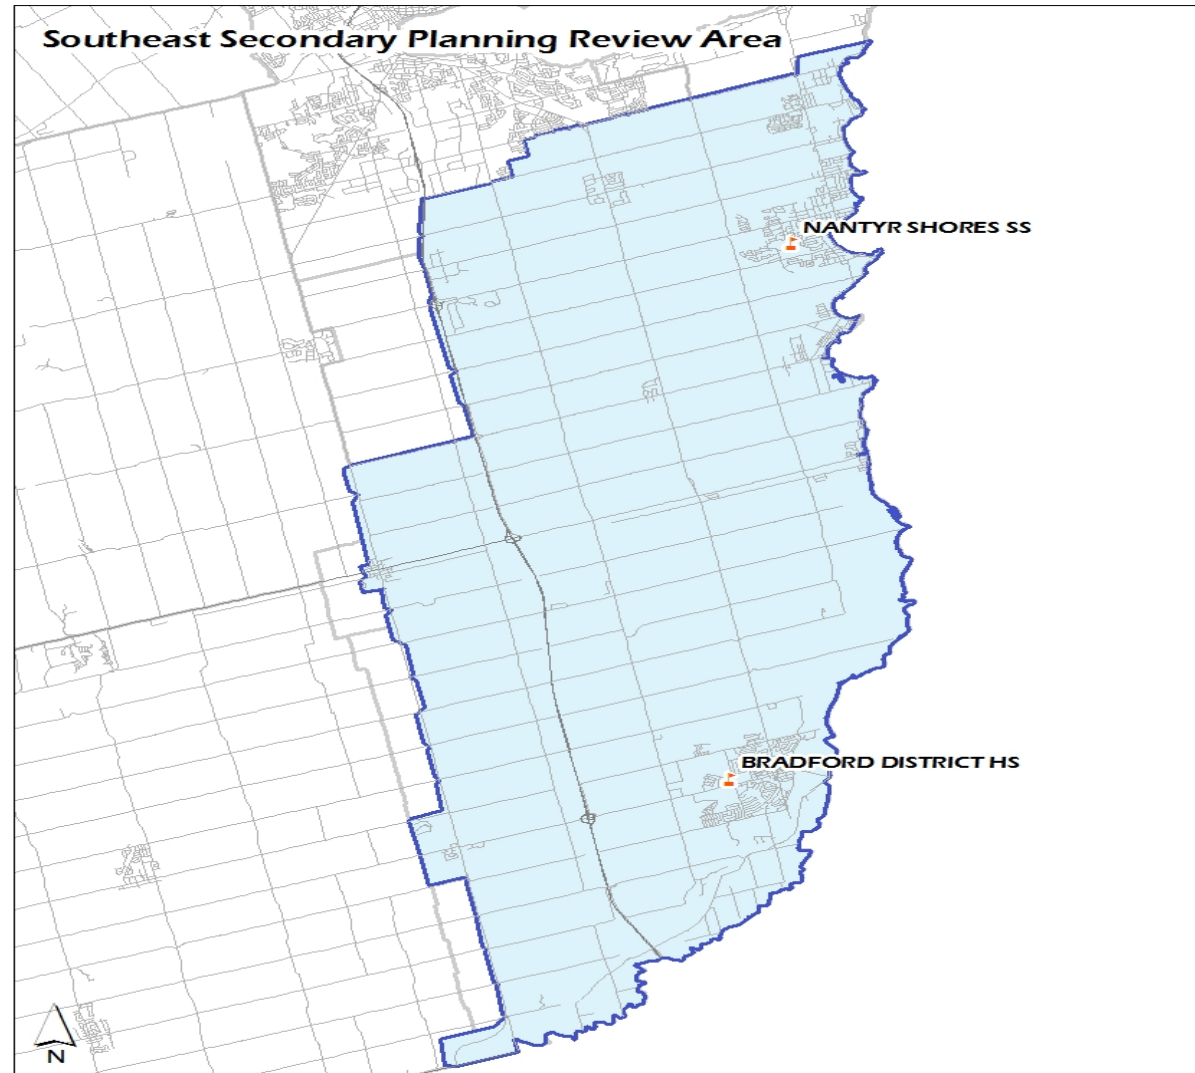 Southeast Secondary Planning Review Area
NANTYR SHORES SS
BRADFORD DISTRICT HS
N